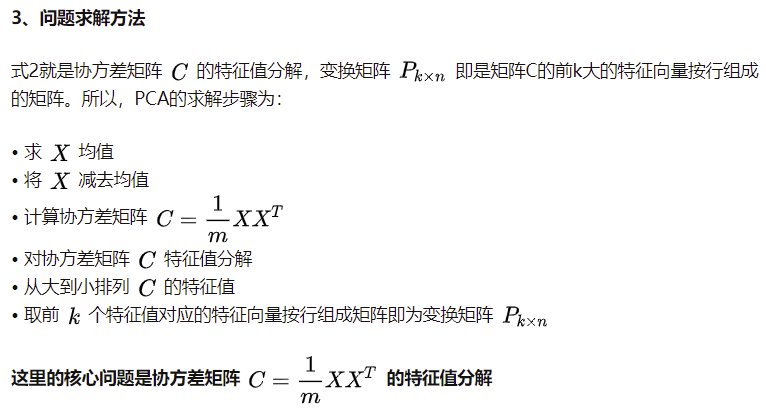 3、问题求解方法
式2就是协方差矩阵 C 的特征值分解，变换矩阵 P_{k×n} 即是矩阵C的前k大的特征向量按行组成
的矩阵。所以，PCA的求解步骤为：
• 求 X 均值
• 将 X 减去均值
• 计算协方差矩阵 C = \frac{1}{m}XX^T
• 对协方差矩阵 C 特征值分解
• 从大到小排列 C 的特征值
• 取前 k 个特征值对应的特征向量按行组成矩阵即为变换矩阵 P_{k×n}
这里的核心问题是协方差矩阵 C = \frac{1}{m}XX^T 的特征值分解